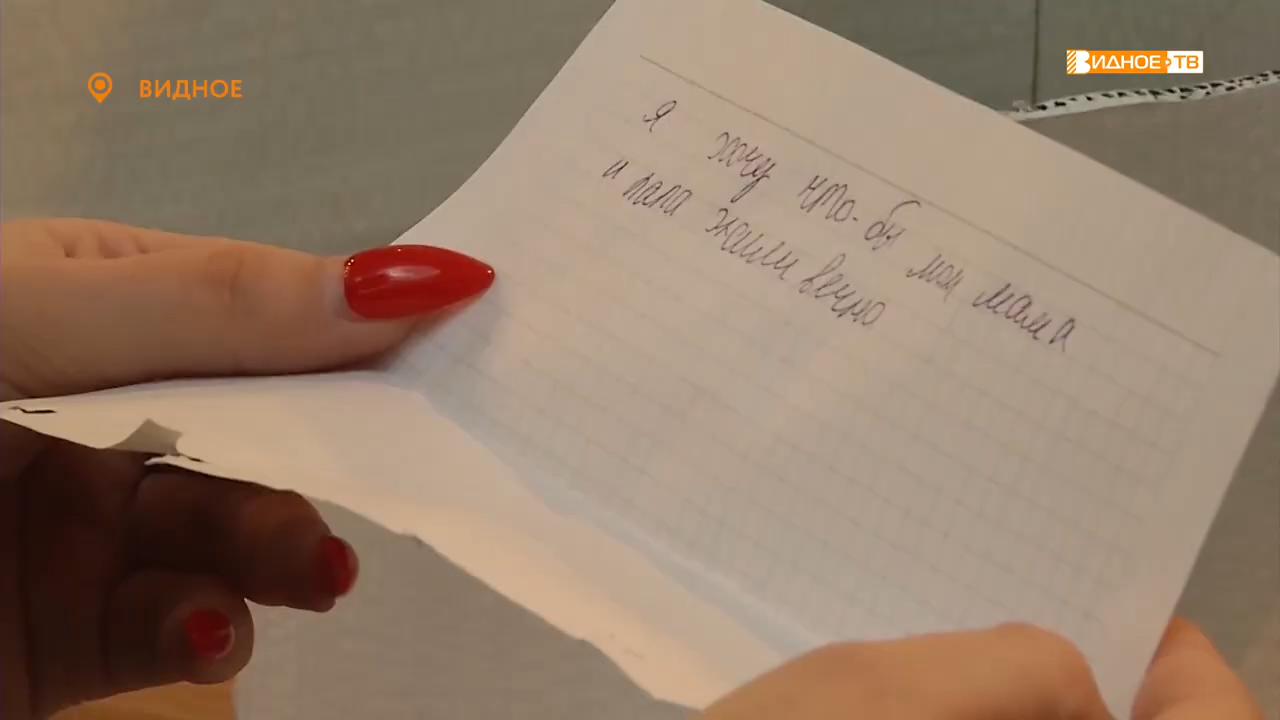 ВИДНОЕ
ВИДНОЕ ТВ
Я хочу что-бы мои мама
и папа жили вечно